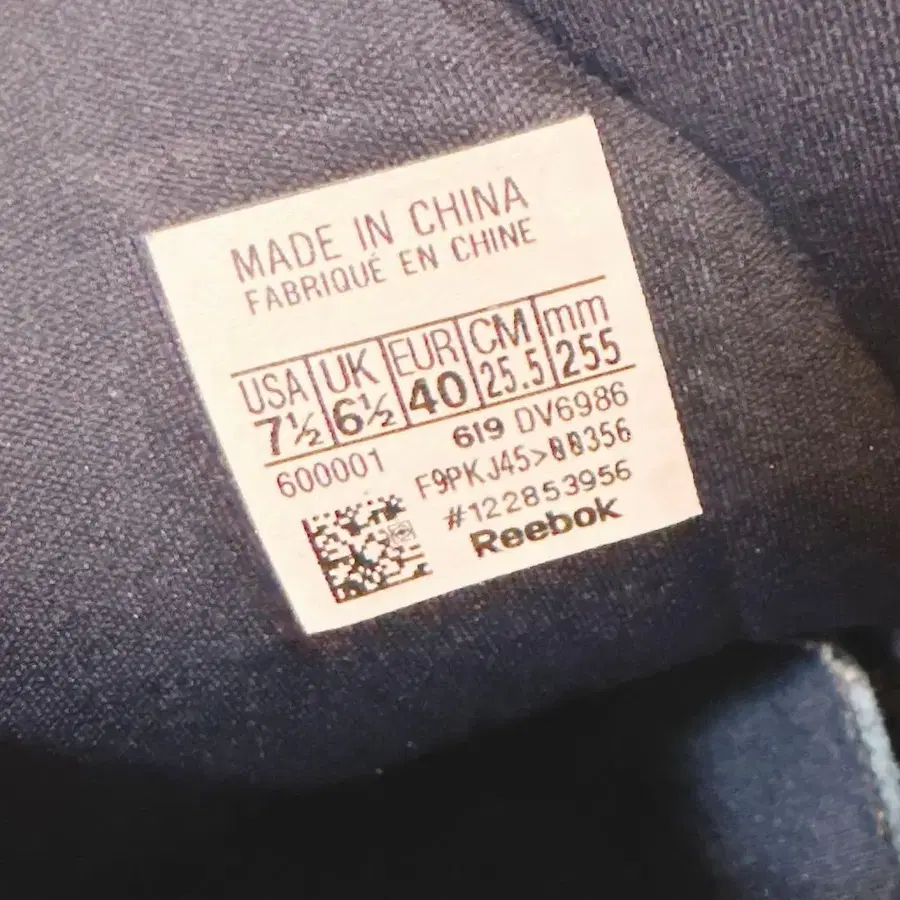 MADE IN CHINA
FABRIQUÉ EN CHINE
USA UK EUR CM mm
7½ 6½ 40 25.5 255
600001 619 DV6986
F9PKJ45>
#122853956
Reebok